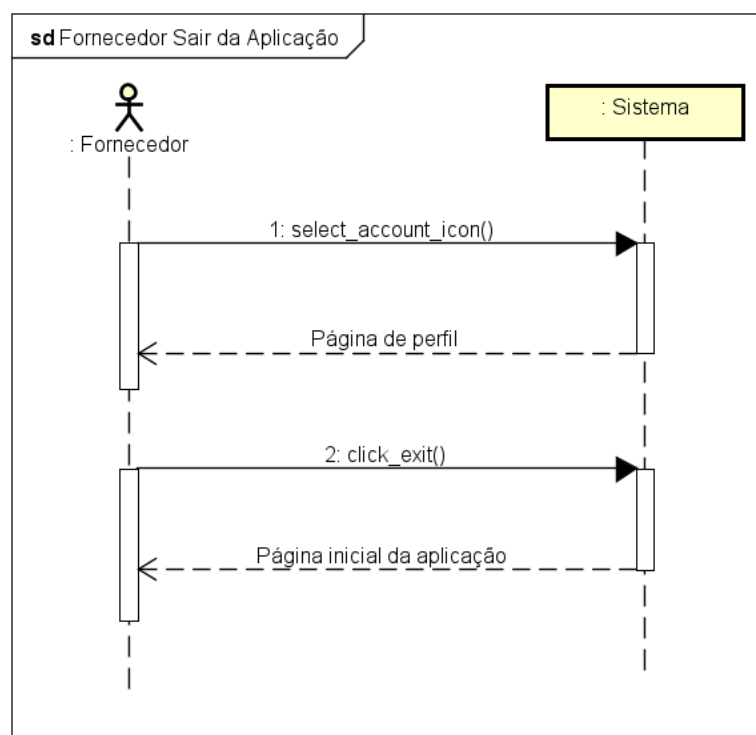 sd Fornecedor Sair da Aplicação
: Fornecedor
: Sistema
1: select_account_icon()
Página de perfil
2: click_exit()
Página inicial da aplicação